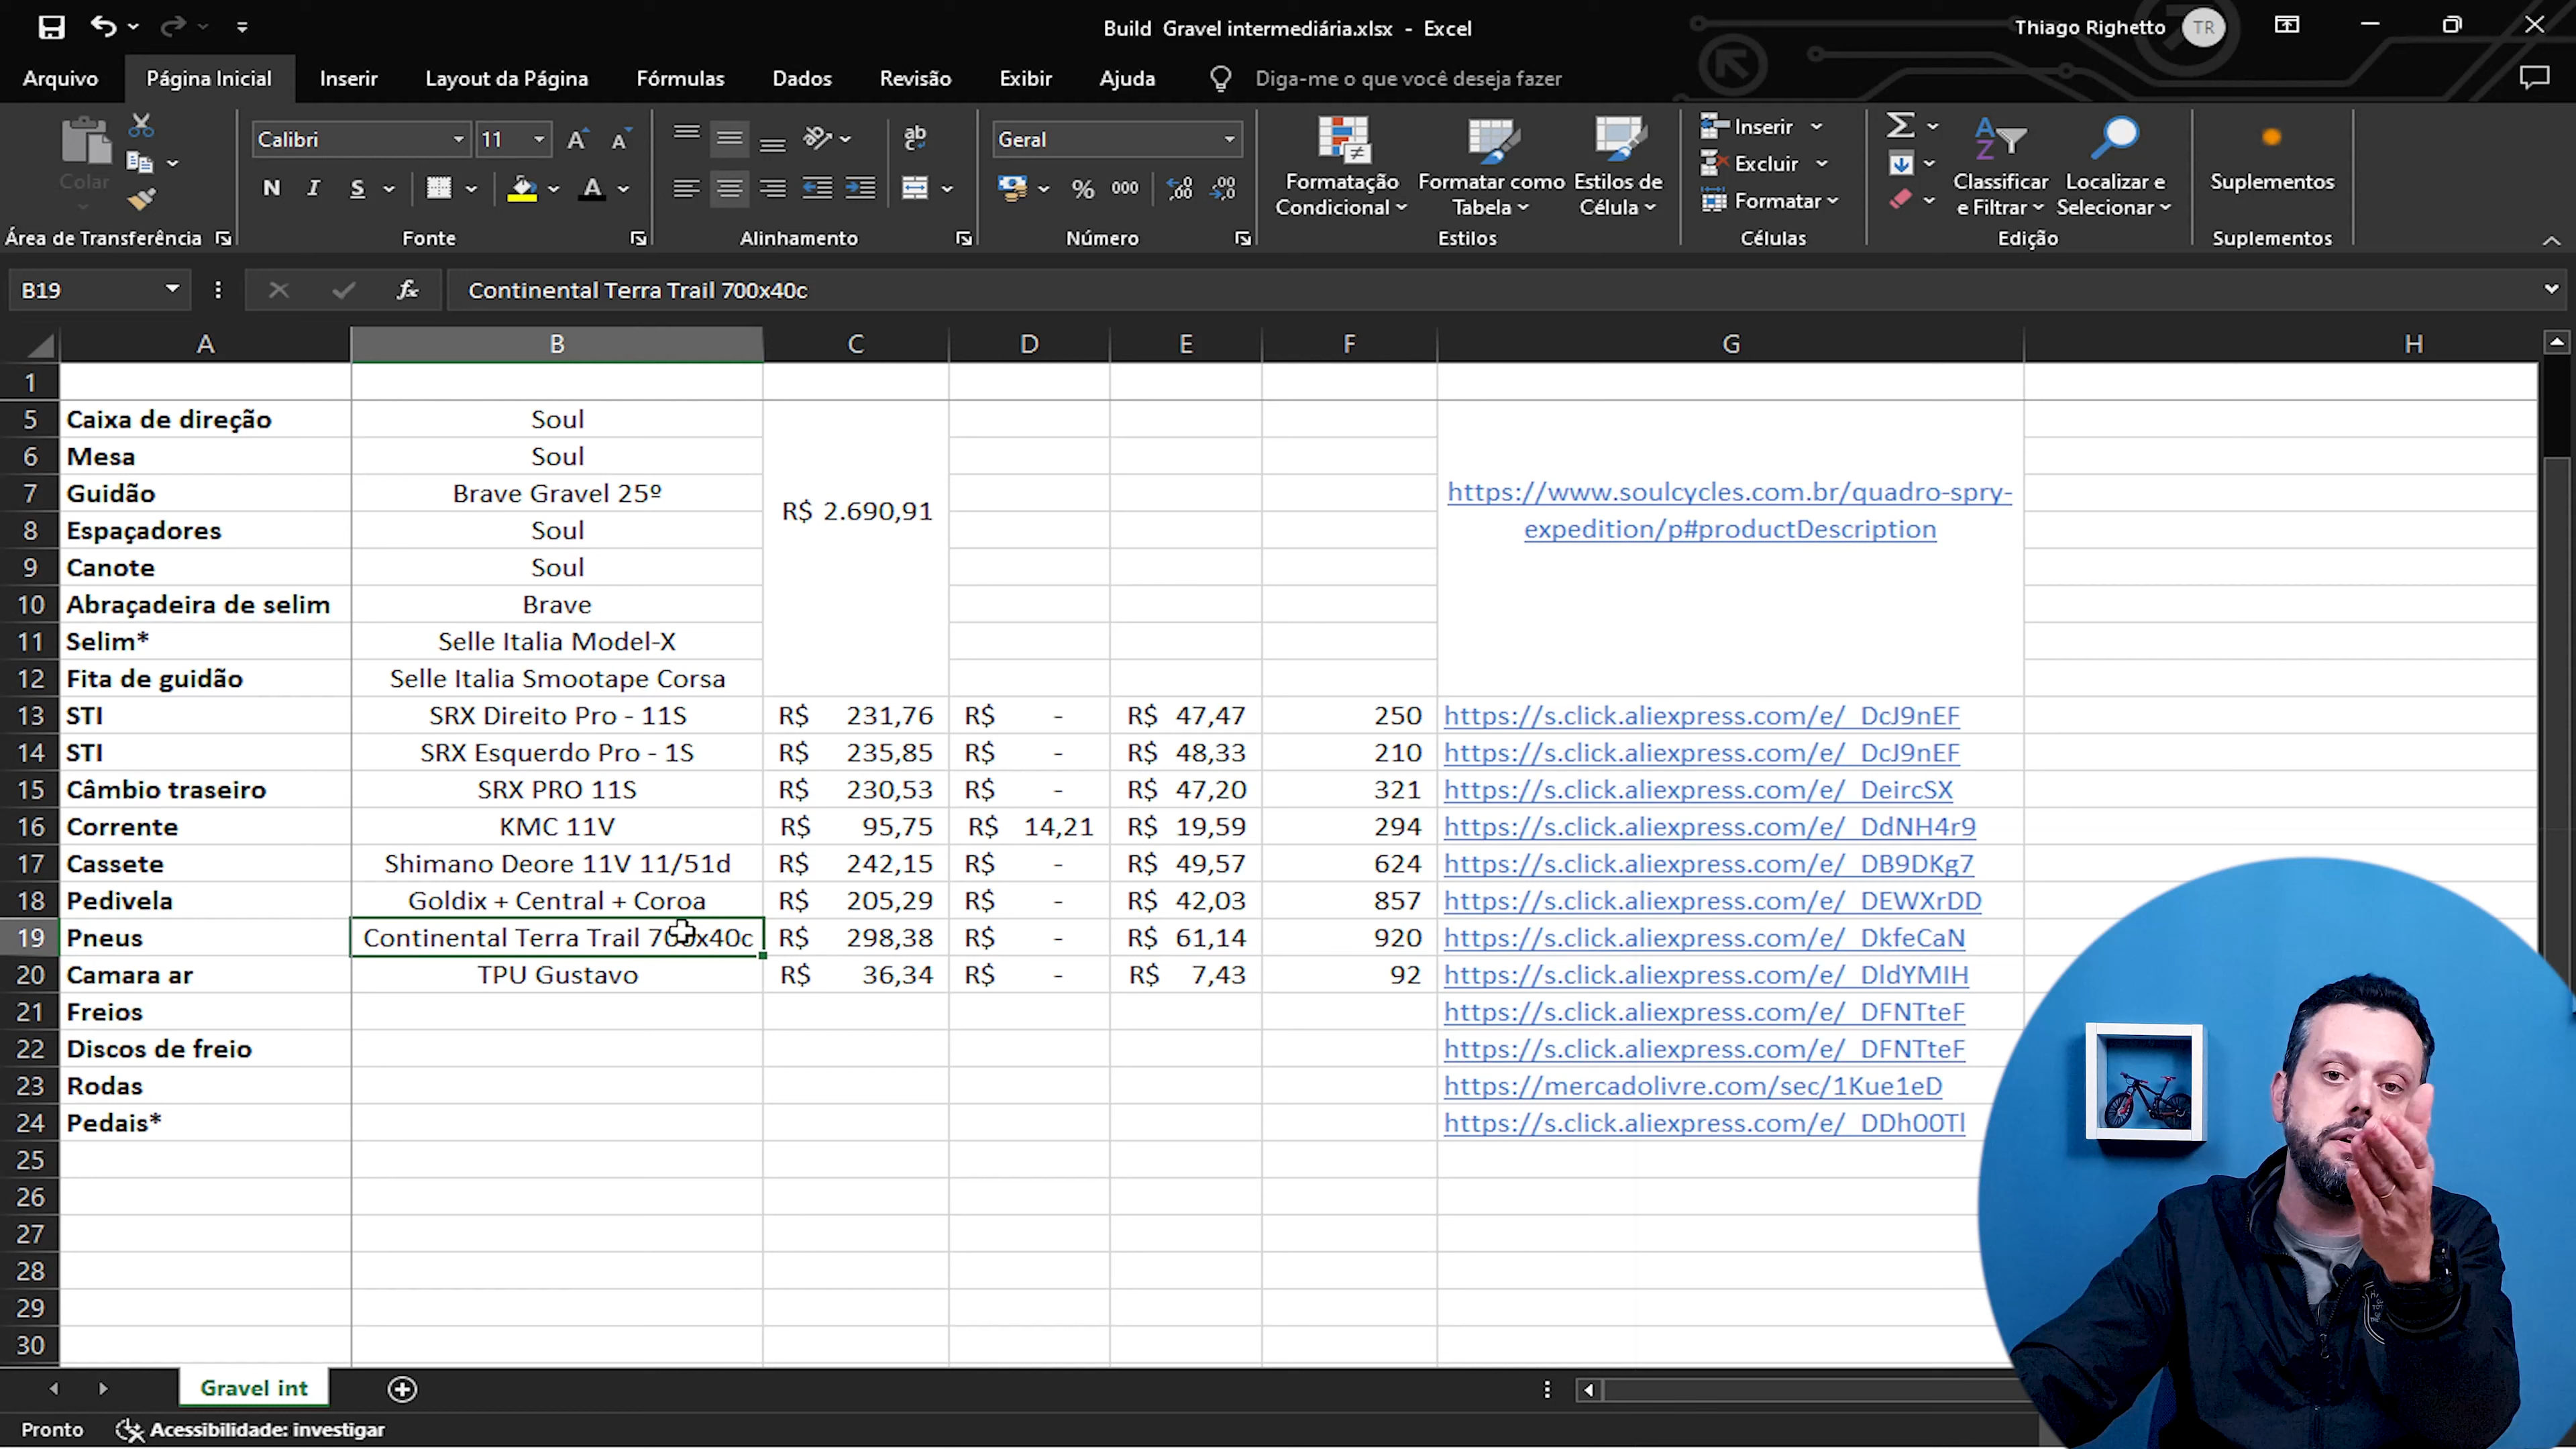 Build Gravel intermediária.xlsx - Excel
Thiago Righetto TR
Arquivo Página Inicial Inserir Layout da Página Fórmulas Dados Revisão Exibir Ajuda Diga-me o que você deseja fazer
Colar
Calibri 11
N I S A
ab
Geral
% 000
Formatação Condicional
Formatar como Tabela
Estilos de Célula
Inserir
Excluir
Formatar
Classificar e Filtrar
Localizar e Selecionar
Suplementos
Área de Transferência Fonte Alinhamento Número Estilos Células Edição Suplementos
B19 fx Continental Terra Trail 700x40c
A B C D E F G H
1
5 Caixa de direção Soul
6 Mesa Soul
7 Guidão Brave Gravel 25º
R$ 2.690,91
https://www.soulcycles.com.br/quadro-spry-
expedition/p#productDescription
8 Espaçadores Soul
9 Canote Soul
10 Abraçadeira de selim Brave
11 Selim* Selle Italia Model-X
12 Fita de guidão Selle Italia Smootape Corsa
13 STI SRX Direito Pro - 11S R$ 231,76 R$ - R$ 47,47 250 https://s.click.aliexpress.com/e/_DcJ9nEF
14 STI SRX Esquerdo Pro - 1S R$ 235,85 R$ - R$ 48,33 210 https://s.click.aliexpress.com/e/_DcJ9nEF
15 Câmbio traseiro SRX PRO 11S R$ 230,53 R$ - R$ 47,20 321 https://s.click.aliexpress.com/e/_DeircSX
16 Corrente KMC 11V R$ 95,75 R$ 14,21 R$ 19,59 294 https://s.click.aliexpress.com/e/_DdNH4r9
17 Cassete Shimano Deore 11V 11/51d R$ 242,15 R$ - R$ 49,57 624 https://s.click.aliexpress.com/e/_DB9DKg7
18 Pedivela Goldix + Central + Coroa R$ 205,29 R$ - R$ 42,03 857 https://s.click.aliexpress.com/e/_DEWXrDD
19 Pneus Continental Terra Trail 700x40c R$ 298,38 R$ - R$ 61,14 920 https://s.click.aliexpress.com/e/_DkfeCaN
20 Camara ar TPU Gustavo R$ 36,34 R$ - R$ 7,43 92 https://s.click.aliexpress.com/e/_DldYMIH
21 Freios https://s.click.aliexpress.com/e/_DFNTteF
22 Discos de freio https://s.click.aliexpress.com/e/_DFNTteF
23 Rodas https://mercadolivre.com/sec/1Kue1eD
24 Pedais* https://s.click.aliexpress.com/e/_DDh00Tl
25
26
27
28
29
30
Gravel int
Pronto Acessibilidade: investigar